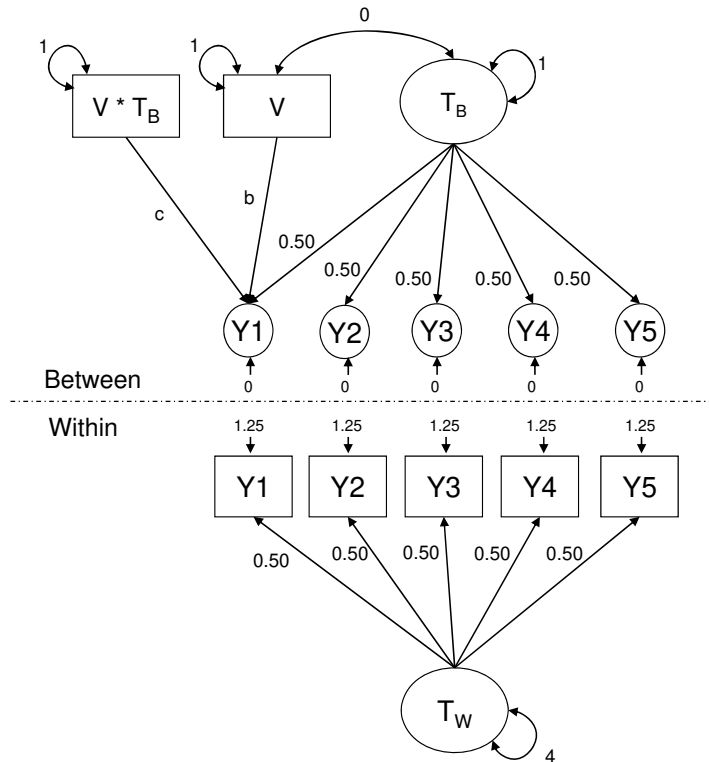 0
1 1 1
V * T_B V T_B
c b
0.50 0.50 0.50 0.50 0.50
Y1 Y2 Y3 Y4 Y5
0 0 0 0 0
Between
Within
1.25 1.25 1.25 1.25 1.25
Y1 Y2 Y3 Y4 Y5
0.50 0.50 0.50 0.50 0.50
T_W
4